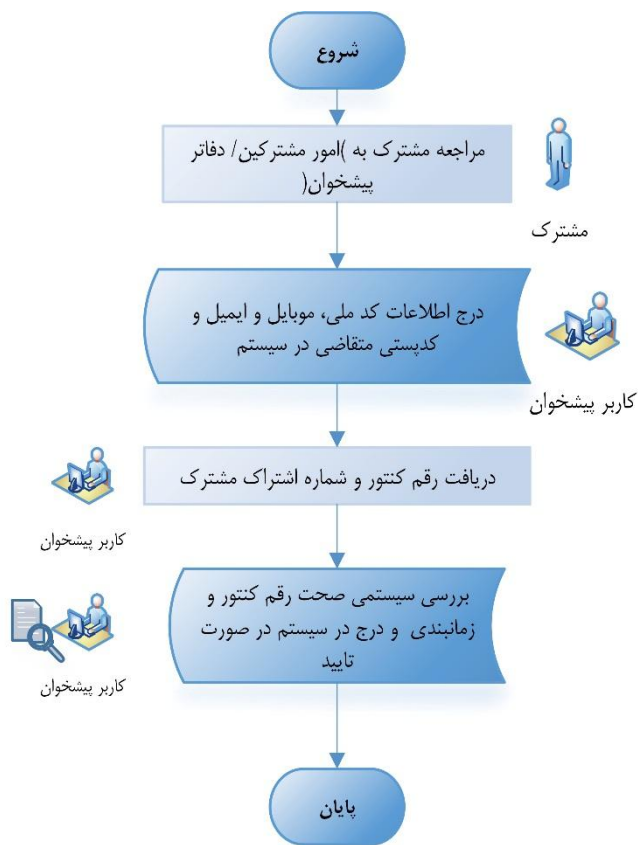 شروع
مراجعه مشترک به )امور مشترکین/ دفاتر
پیشخوان(
مشترک
درج اطلاعات کد ملی، موبایل و ایمیل و
کدپستی متقاضی در سیستم
کاربر پیشخوان
دریافت رقم کنتور و شماره اشتراک مشترک
کاربر پیشخوان
بررسی سیستمی صحت رقم کنتور و
زمانبندی و درج در سیستم در صورت
تایید
کاربر پیشخوان
پایان